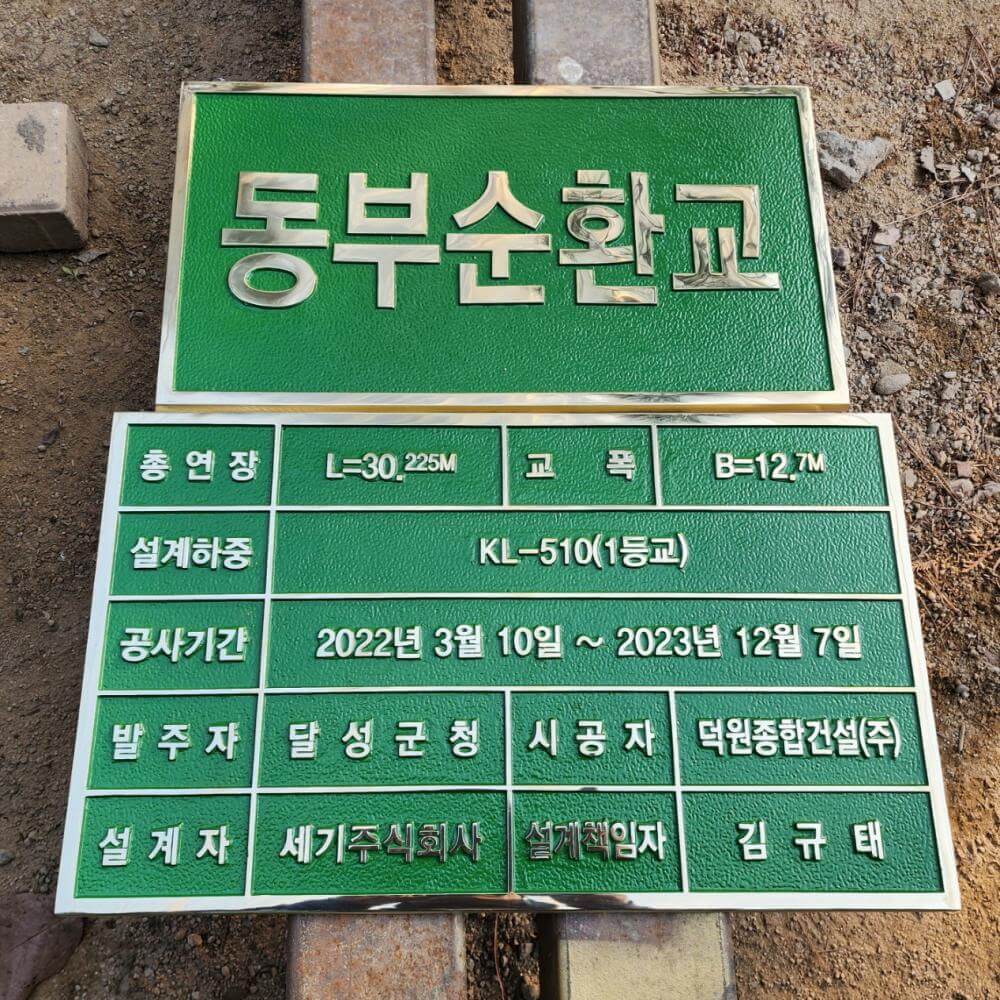 동부순환교
총연장 L=30.225M 교폭 B=12.7M
설계하중 KL-510(1등교)
공사기간 2022년 3월 10일 ~ 2023년 12월 7일
발주자 달성군청 시공자 덕원종합건설(주)
설계자 세기주식회사 설계책임자 김규태